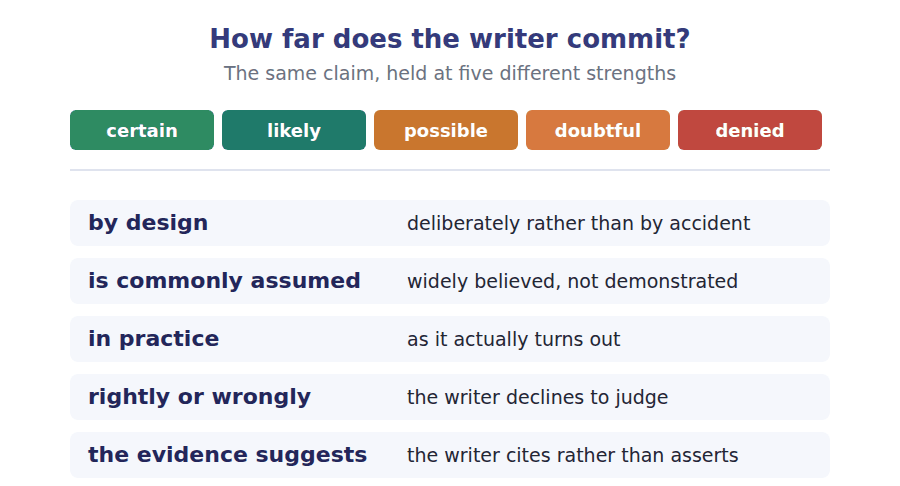 How far does the writer commit?
The same claim, held at five different strengths
certain likely possible doubtful denied
by design deliberately rather than by accident
is commonly assumed widely believed, not demonstrated
in practice as it actually turns out
rightly or wrongly the writer declines to judge
the evidence suggests the writer cites rather than asserts